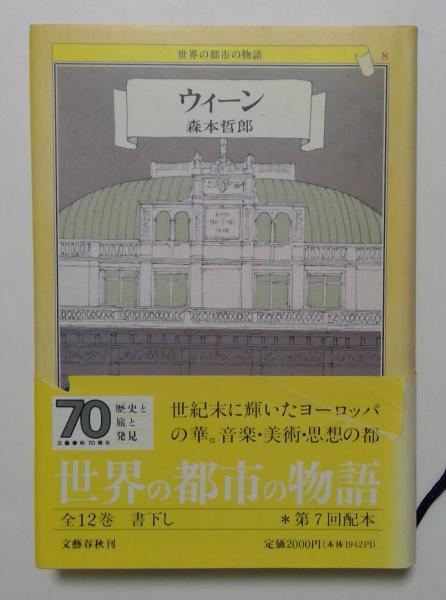 世界の都市の物語
8
ウィーン
森本哲郎
70
文藝春秋70周年
歴史と
旅と
発見
世紀末に輝いたヨーロッパ
の華。音楽・美術・思想の都
世界の都市の物語
全12巻 書下し
*第7回配本
文藝春秋刊
定価2000円(本体1942円)